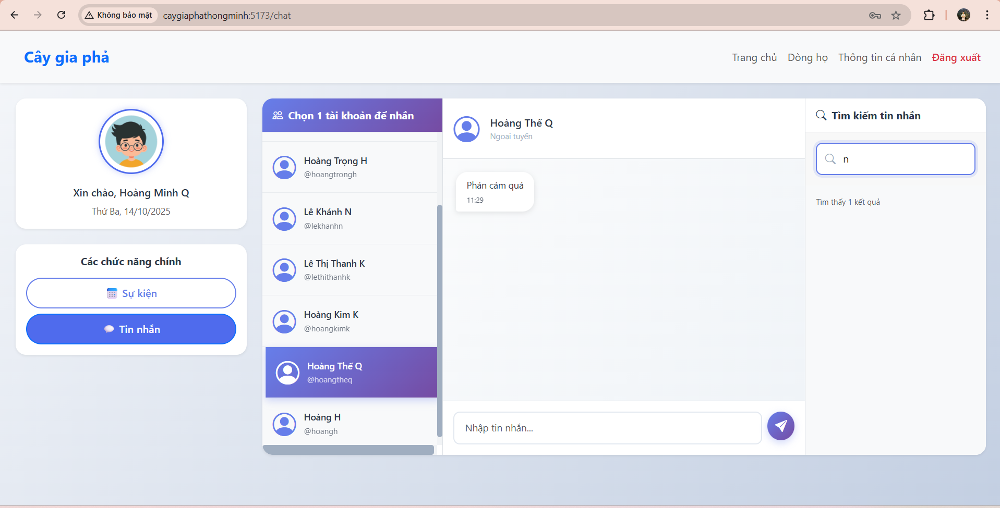 Không bảo mật
caygiaphathongminh:5173/chat
Cây gia phả
Trang chủ
Dòng họ
Thông tin cá nhân
Đăng xuất
Xin chào, Hoàng Minh Q
Thứ Ba, 14/10/2025
Các chức năng chính
Sự kiện
Tin nhắn
Chọn 1 tài khoản để nhắn
Hoàng Trọng H
@hoangtrongh
Lê Khánh N
@lekhanhn
Lê Thị Thanh K
@lethithanhk
Hoàng Kim K
@hoangkimk
Hoàng Thế Q
@hoangtheq
Hoàng H
@hoangh
Hoàng Thế Q
Ngoại tuyến
Phản cảm quá
11:29
Nhập tin nhắn...
Tìm kiếm tin nhắn
n
Tìm thấy 1 kết quả